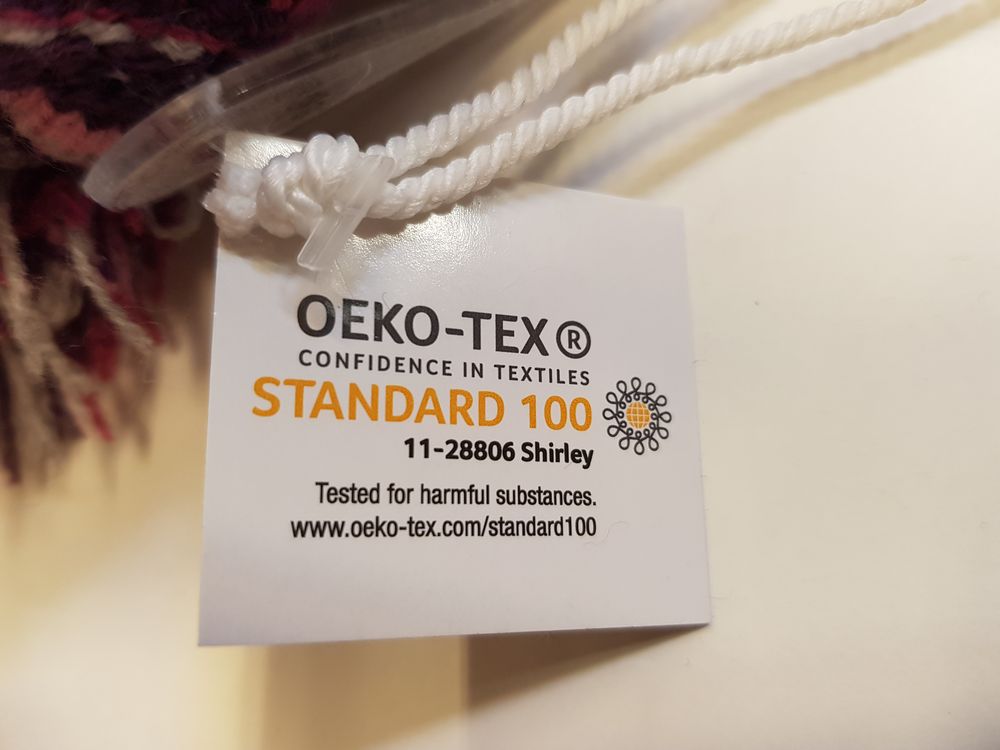 OEKO-TEX®
CONFIDENCE IN TEXTILES
STANDARD 100
11-28806 Shirley
Tested for harmful substances.
www.oeko-tex.com/standard100